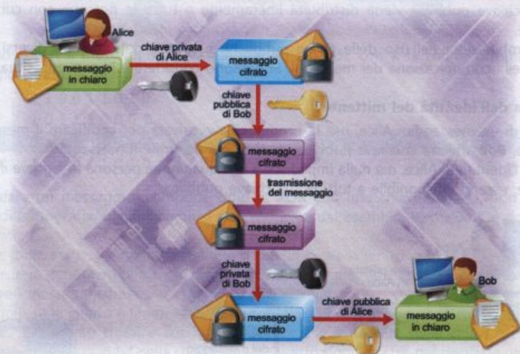 Alice
messaggio
in chiaro
chiave privata
di Alice
messaggio
cifrato
chiave
pubblica
di Bob
messaggio
cifrato
trasmissione
del messaggio
messaggio
cifrato
chiave
privata
di Bob
messaggio
cifrato
chiave pubblica
di Alice
Bob
messaggio
in chiaro